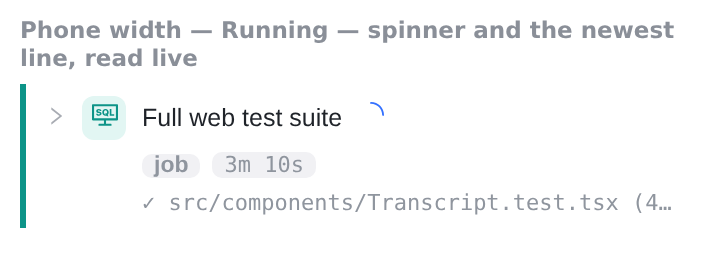 Phone width — Running — spinner and the newest
line, read live
SQL
Full web test suite
job 3m 10s
✓ src/components/Transcript.test.tsx (4…